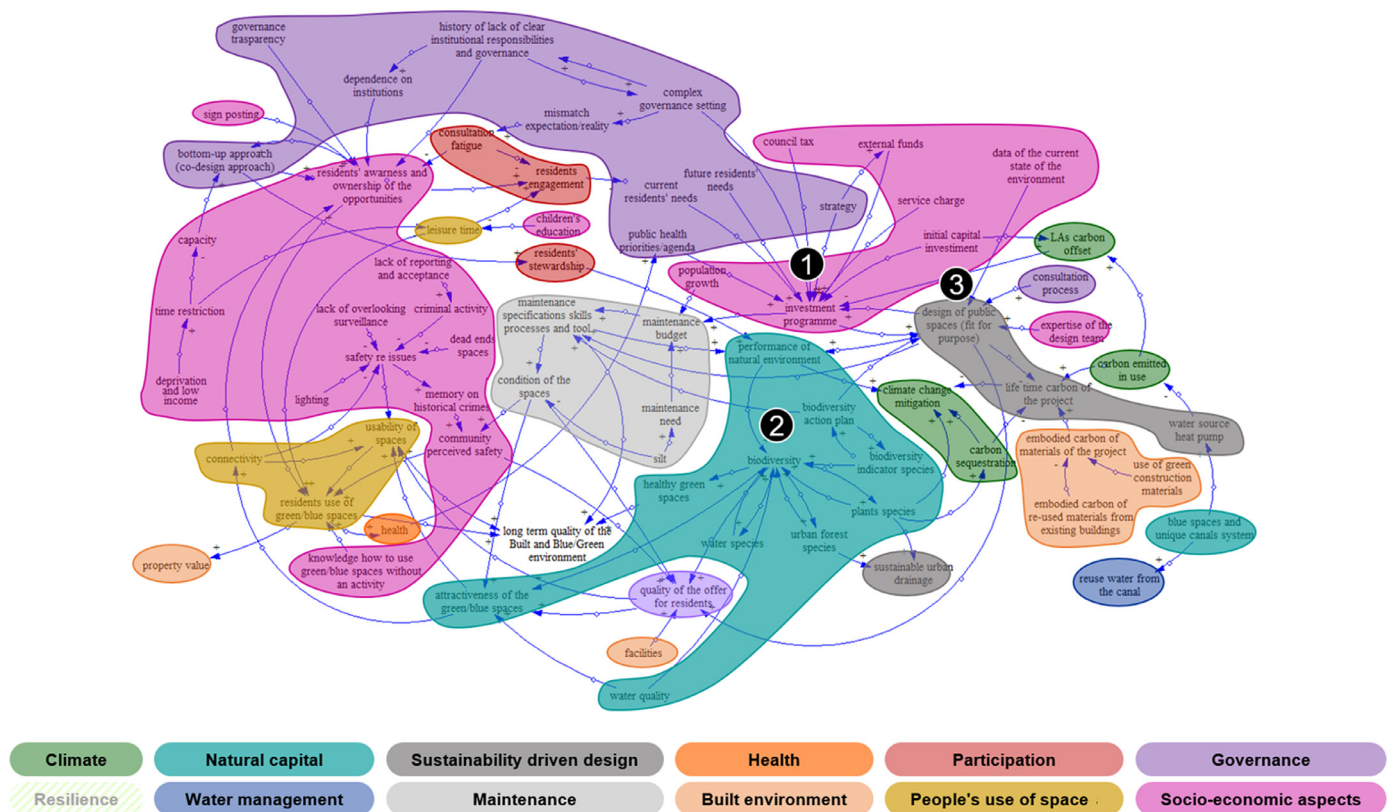 governance
trasparency
history of lack of clear
institutional responsibilities
and governance
dependence on
institutions
complex
governance setting
mismatch
expectation/reality
sign posting
consultation
fatigue
bottom-up approach
(co-design approach)
residents' awarness and
ownership of the
opportunities
residents
engagement
current
residents' needs
future residents'
needs
council tax
external funds
data of the current
state of the
environment
strategy
service charge
leisure time
children's
education
capacity
public health
priorities/agenda
initial capital
investiment
LAs carbon
offset
residents'
stewardship
lack of reporting
and acceptance
population
growth
1
3
consultation
process
time restriction
lack of overlooking
surveillance
criminal activity
maintenance
specifications skills
processes and tool
maintenance
budget
investment
programme
design of public
spaces (fit for
purpose)
expertise of the
design team
dead ends
spaces
safety re issues
performance of
natural environment
carbon emitted
in use
deprivation
and low
income
lighting
memory on
historical crimes
condition of the
spaces
climate change
mitigation
life time carbon of
the project
maintenance
need
biodiversity
action plan
2
water source
heat pump
usability of
spaces
community
perceived safety
connectivity
silt
biodiversity
biodiversity
indicator species
carbon
sequestration
embodied carbon of
materials of the project
use of green
construction
materials
healthy green
spaces
residents use of
green/blue spaces
plants species
embodied carbon of
re-used materials from
existing buildings
health
long term quality of the
Built and Blue/Green
environment
water species
urban forest
species
blue spaces and
unique canals system
property value
knowledge how to use
green/blue spaces without
an activity
sustainable urban
drainage
reuse water from
the canal
attractiveness of the
green/blue spaces
quality of the offer
for residents
facilities
water quality
Climate
Natural capital
Sustainability driven design
Health
Participation
Governance
Resilience
Water management
Maintenance
Built environment
People's use of space
Socio-economic aspects